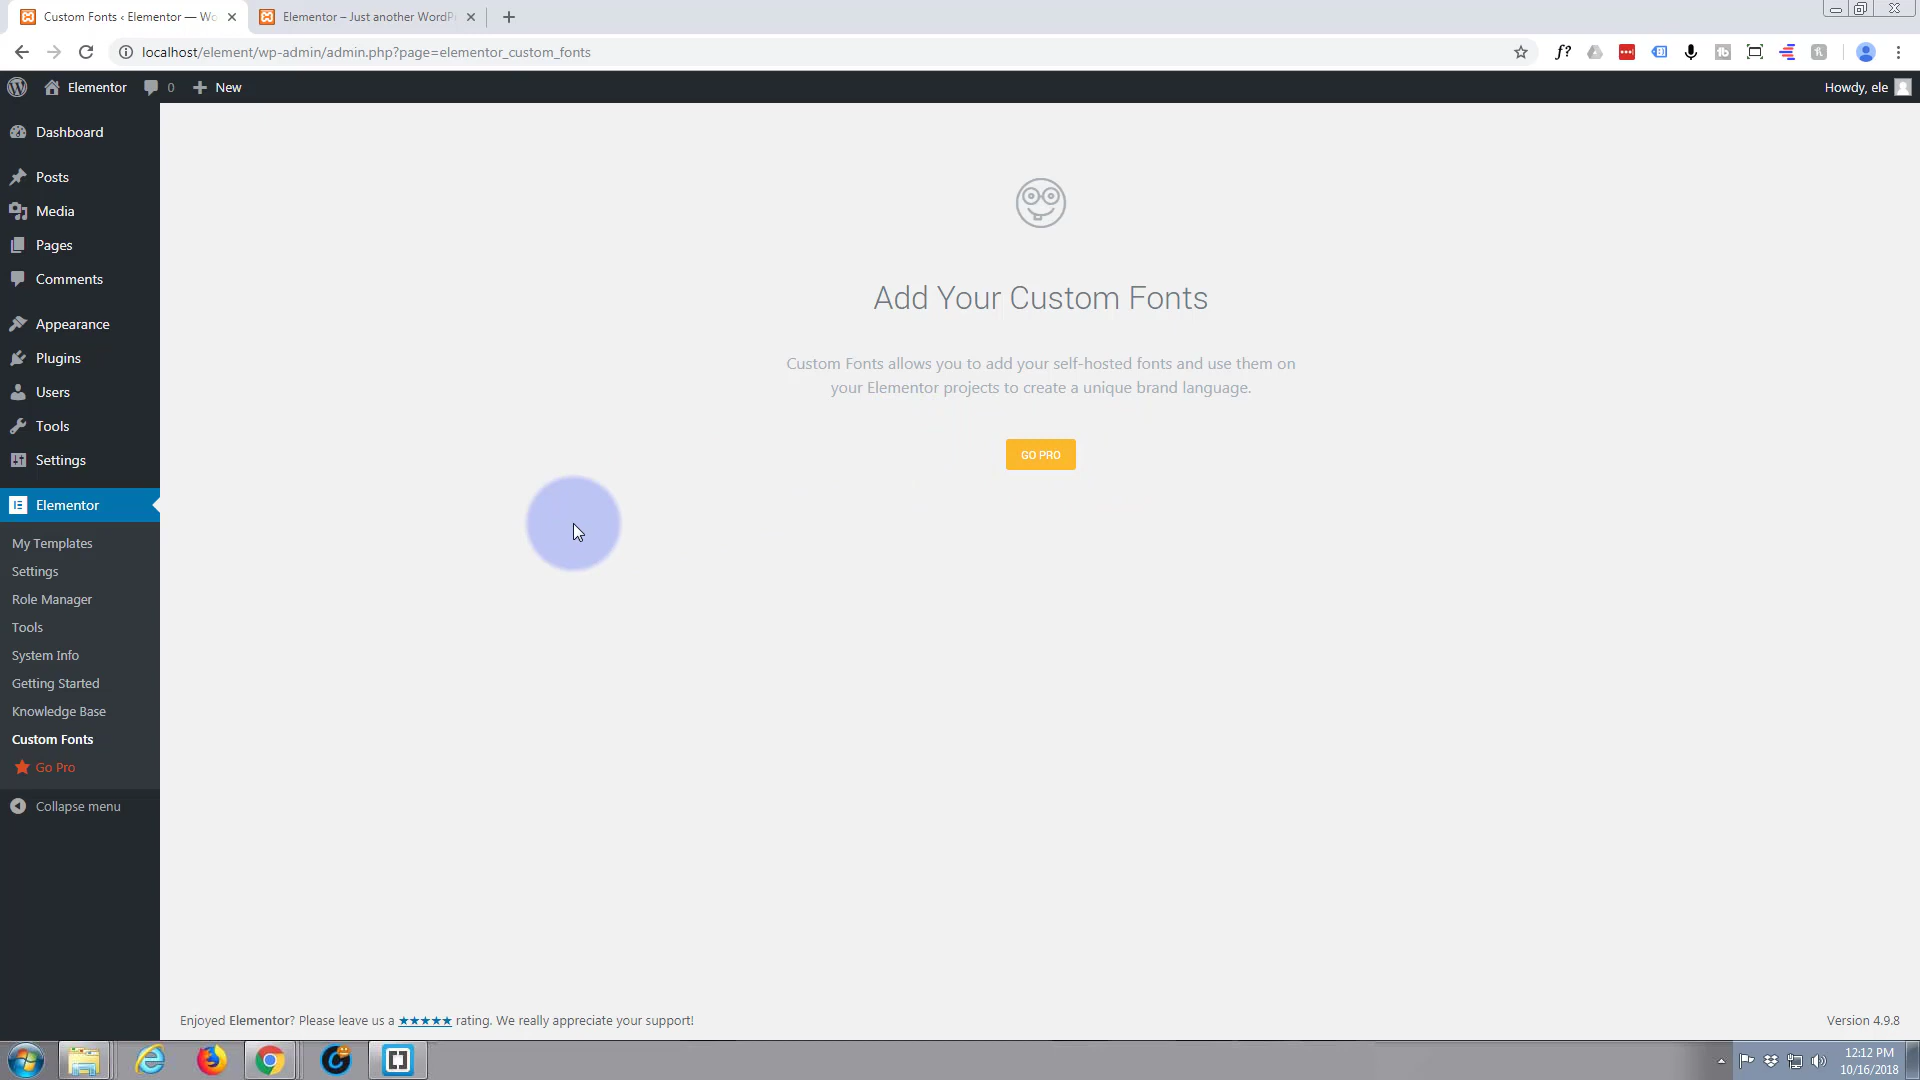 Custom Fonts ‹ Elementor — Wo
Elementor – Just another WordP
localhost/element/wp-admin/admin.php?page=elementor_custom_fonts
f?
Elementor
0
New
Howdy, ele
Dashboard
Posts
Media
Pages
Comments
Appearance
Plugins
Users
Tools
Settings
Elementor
My Templates
Settings
Role Manager
Tools
System Info
Getting Started
Knowledge Base
Custom Fonts
Go Pro
Collapse menu
Add Your Custom Fonts
Custom Fonts allows you to add your self-hosted fonts and use them on
your Elementor projects to create a unique brand language.
GO PRO
Enjoyed Elementor? Please leave us a ★★★★★ rating. We really appreciate your support!
Version 4.9.8
12:12 PM
10/16/2018